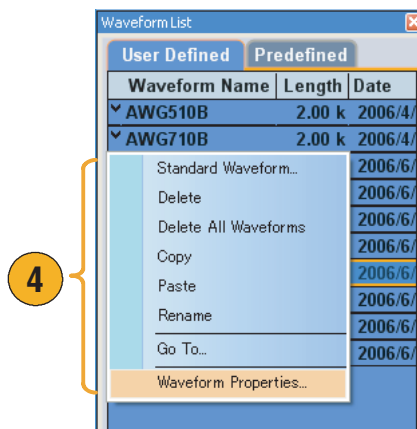 Waveform List
User Defined Predefined
Waveform Name Length Date
AWG510B 2.00 k 2006/4/
AWG710B 2.00 k 2006/4/
Standard Waveform... 2006/6/
Delete 2006/6/
Delete All Waveforms 2006/6/
Copy 2006/6/
Paste 2006/6/
4
Rename 2006/6/
2006/6/
Go To... 2006/6/
Waveform Properties...